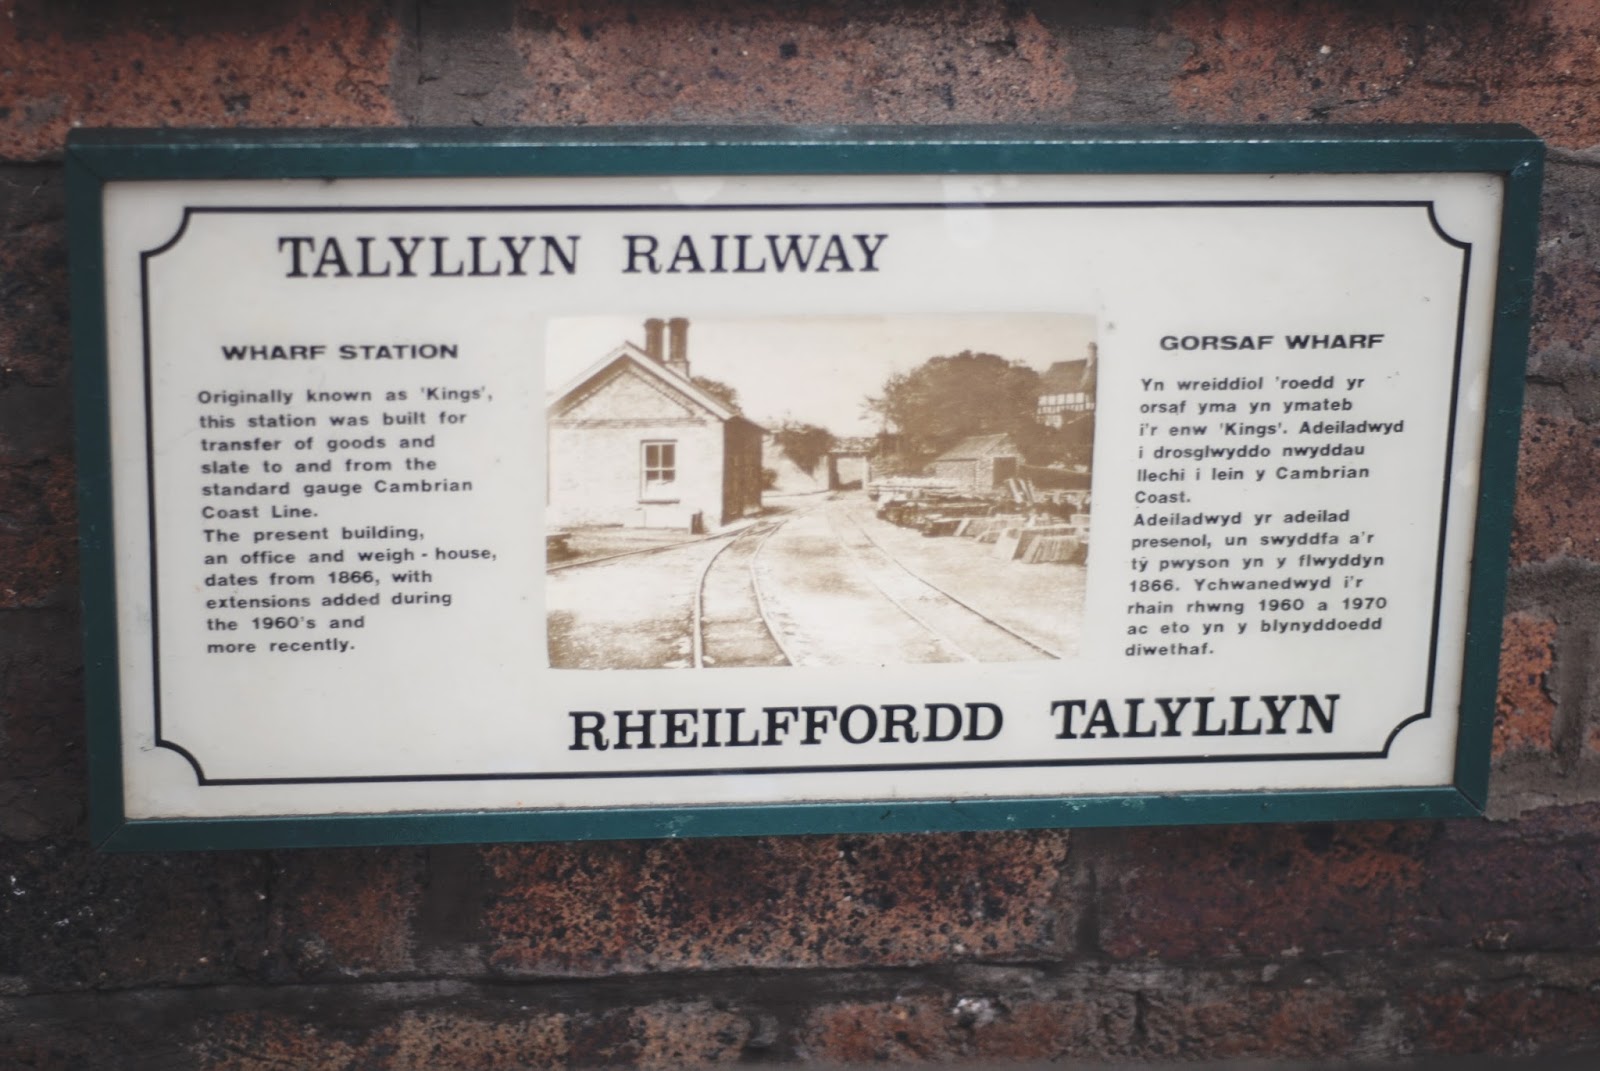 TALYLLYN RAILWAY
WHARF STATION
Originally known as 'Kings',
this station was built for
transfer of goods and
slate to and from the
standard gauge Cambrian
Coast Line.
The present building,
an office and weigh - house,
dates from 1866, with
extensions added during
the 1960's and
more recently.
GORSAF WHARF
Yn wreiddiol 'roedd yr
orsaf yma yn ymateb
i'r enw 'Kings'. Adeiladwyd
i drosglwyddo nwyddau
llechi i lein y Cambrian
Coast.
Adeiladwyd yr adeilad
presenol, un swyddfa a'r
tŷ pwyson yn y flwyddyn
1866. Ychwanedwyd i'r
rhain rhwng 1960 a 1970
ac eto yn y blynyddoedd
diwethaf.
RHEILFFORDD TALYLLYN